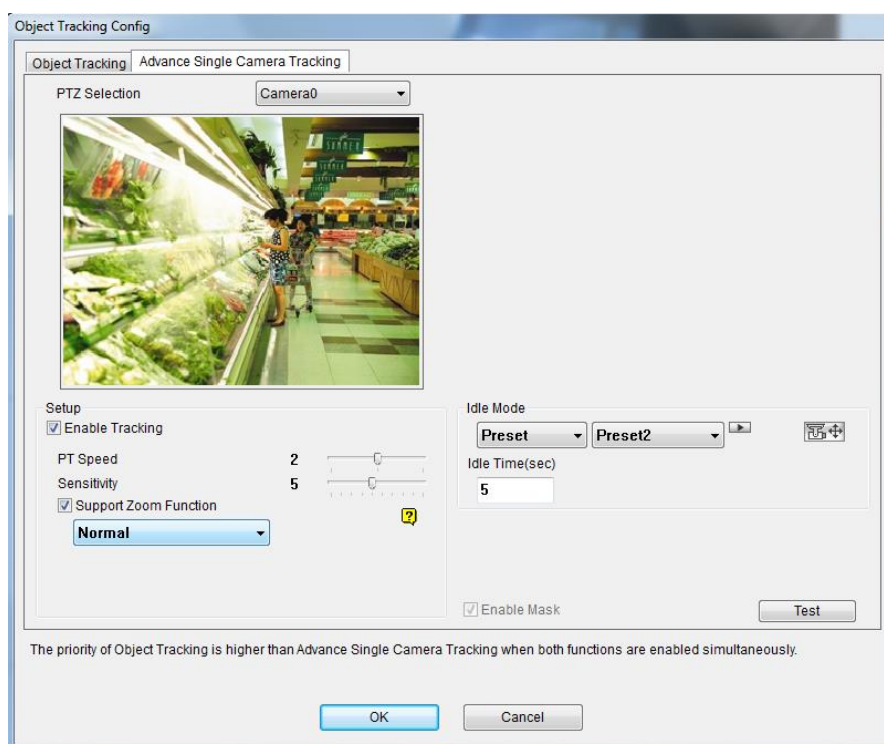 Object Tracking Config
Object Tracking
Advance Single Camera Tracking
PTZ Selection
Camera0
SUMMER
SUMMER
Setup
Enable Tracking
PT Speed
2
Sensitivity
5
Support Zoom Function
?
Normal
Idle Mode
Preset
Preset2
Idle Time(sec)
5
Enable Mask
Test
The priority of Object Tracking is higher than Advance Single Camera Tracking when both functions are enabled simultaneously.
OK
Cancel